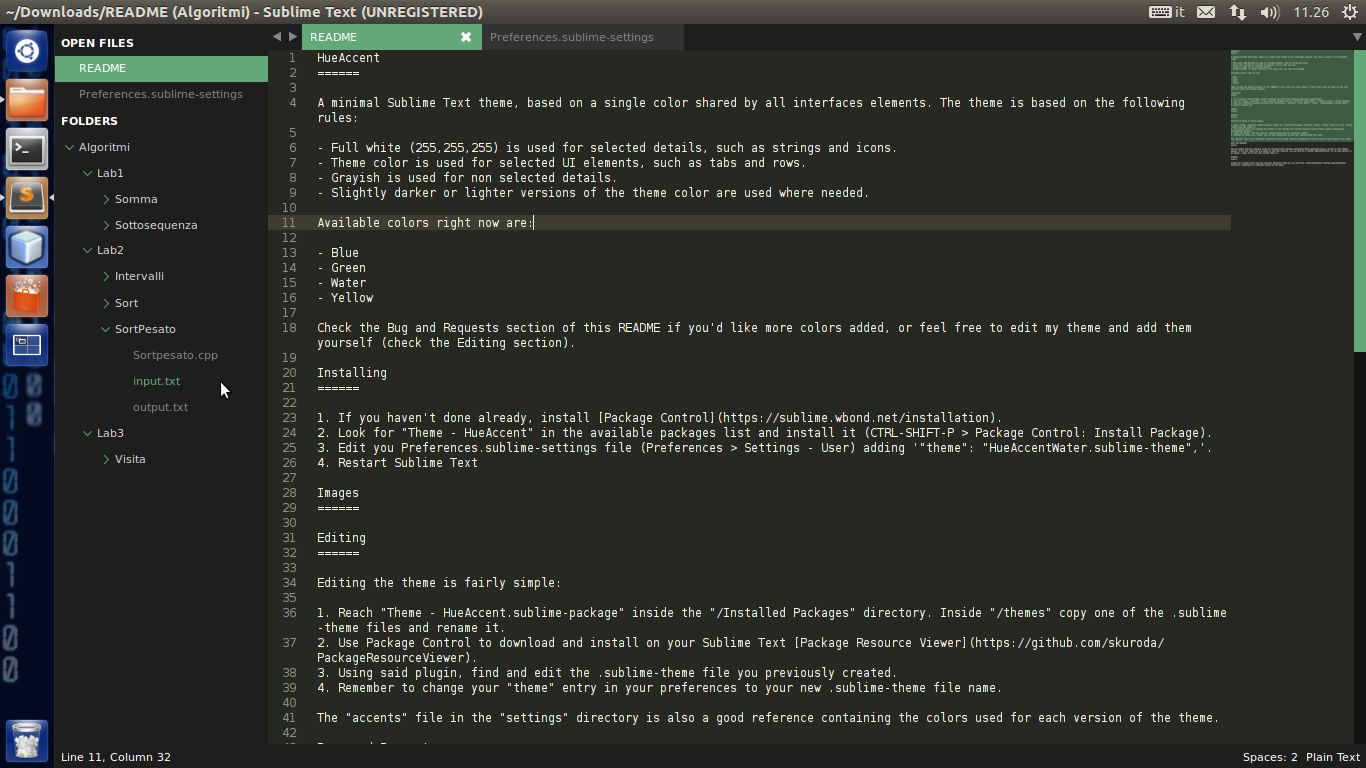 ~/Downloads/README (Algoritmi) - Sublime Text (UNREGISTERED)
it
11.26
OPEN FILES
README
Preferences.sublime-settings
FOLDERS
Algoritmi
Lab1
Somma
Sottosequenza
Lab2
Intervalli
Sort
SortPesato
Sortpesato.cpp
input.txt
output.txt
Lab3
Visita
README
Preferences.sublime-settings
1 HueAccent
2 ======
3
4 A minimal Sublime Text theme, based on a single color shared by all interfaces elements. The theme is based on the following
rules:
5
6 - Full white (255,255,255) is used for selected details, such as strings and icons.
7 - Theme color is used for selected UI elements, such as tabs and rows.
8 - Grayish is used for non selected details.
9 - Slightly darker or lighter versions of the theme color are used where needed.
10
11 Available colors right now are:
12
13 - Blue
14 - Green
15 - Water
16 - Yellow
17
18 Check the Bug and Requests section of this README if you'd like more colors added, or feel free to edit my theme and add them
yourself (check the Editing section).
19
20 Installing
21 ======
22
23 1. If you haven't done already, install [Package Control](https://sublime.wbond.net/installation).
24 2. Look for "Theme - HueAccent" in the available packages list and install it (CTRL-SHIFT-P > Package Control: Install Package).
25 3. Edit you Preferences.sublime-settings file (Preferences > Settings - User) adding '"theme": "HueAccentWater.sublime-theme",'.
26 4. Restart Sublime Text
27
28 Images
29 ======
30
31 Editing
32 ======
33
34 Editing the theme is fairly simple:
35
36 1. Reach "Theme - HueAccent.sublime-package" inside the "/Installed Packages" directory. Inside "/themes" copy one of the .sublime
-theme files and rename it.
37 2. Use Package Control to download and install on your Sublime Text [Package Resource Viewer](https://github.com/skuroda/
PackageResourceViewer).
38 3. Using said plugin, find and edit the .sublime-theme file you previously created.
39 4. Remember to change your "theme" entry in your preferences to your new .sublime-theme file name.
40
41 The "accents" file in the "settings" directory is also a good reference containing the colors used for each version of the theme.
42
Line 11, Column 32
Spaces: 2
Plain Text